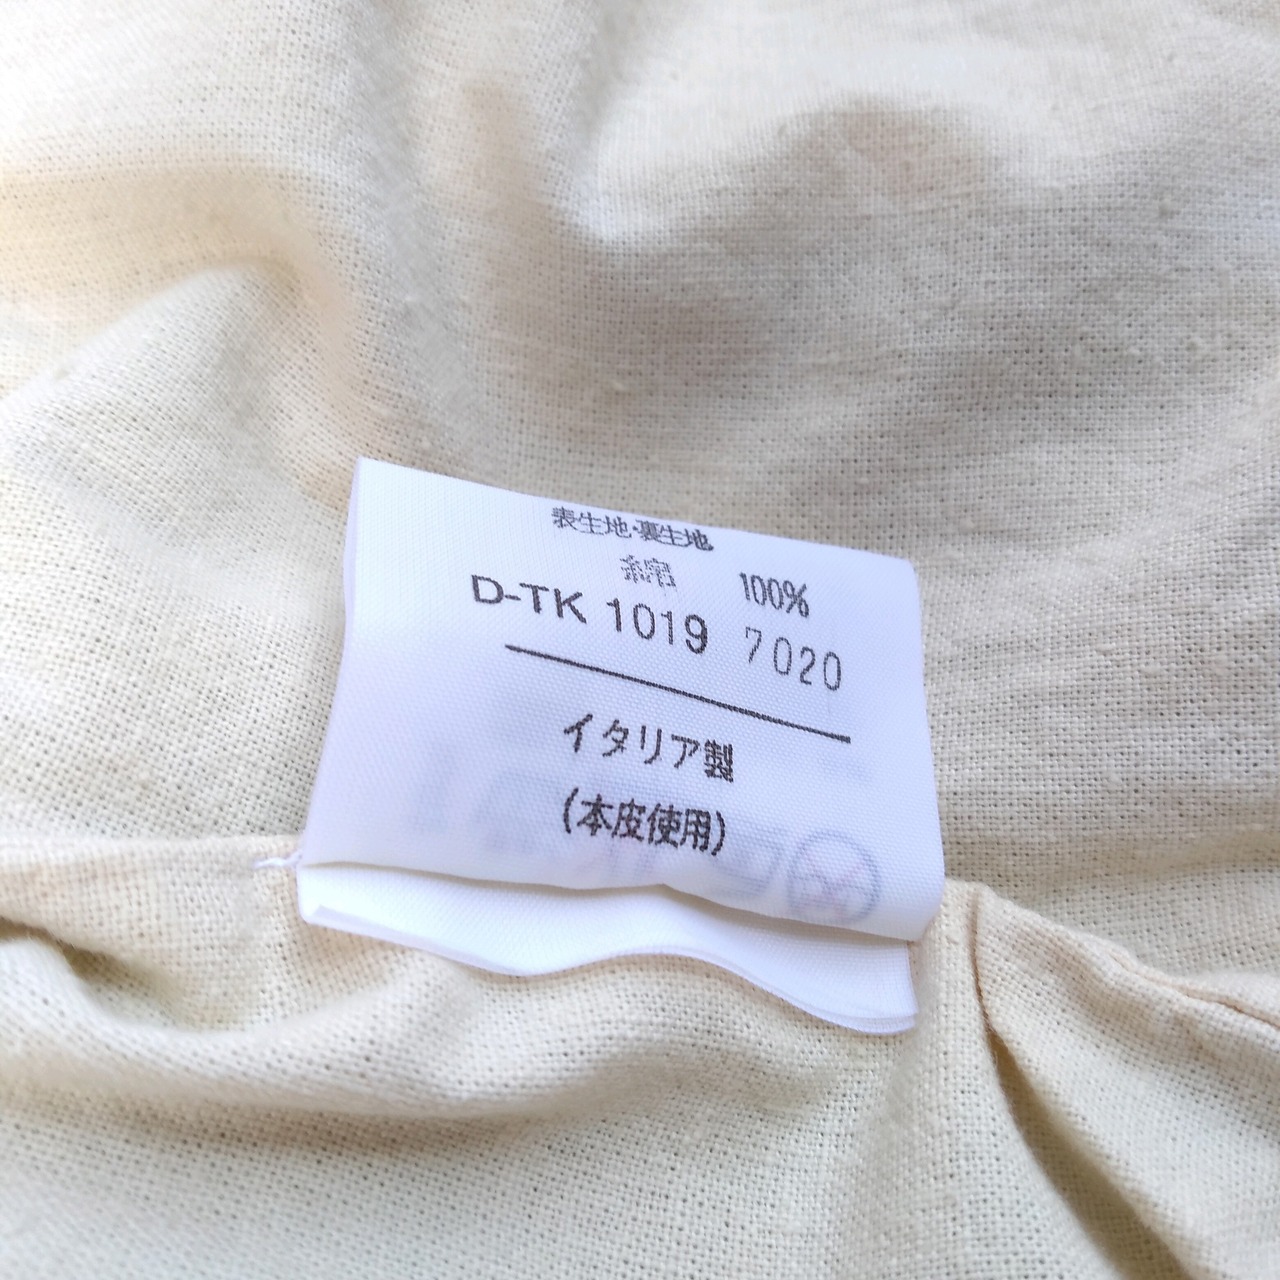 表生地・裏生地
綿 100%
D-TK 1019 7020
イタリア製
(本皮使用)